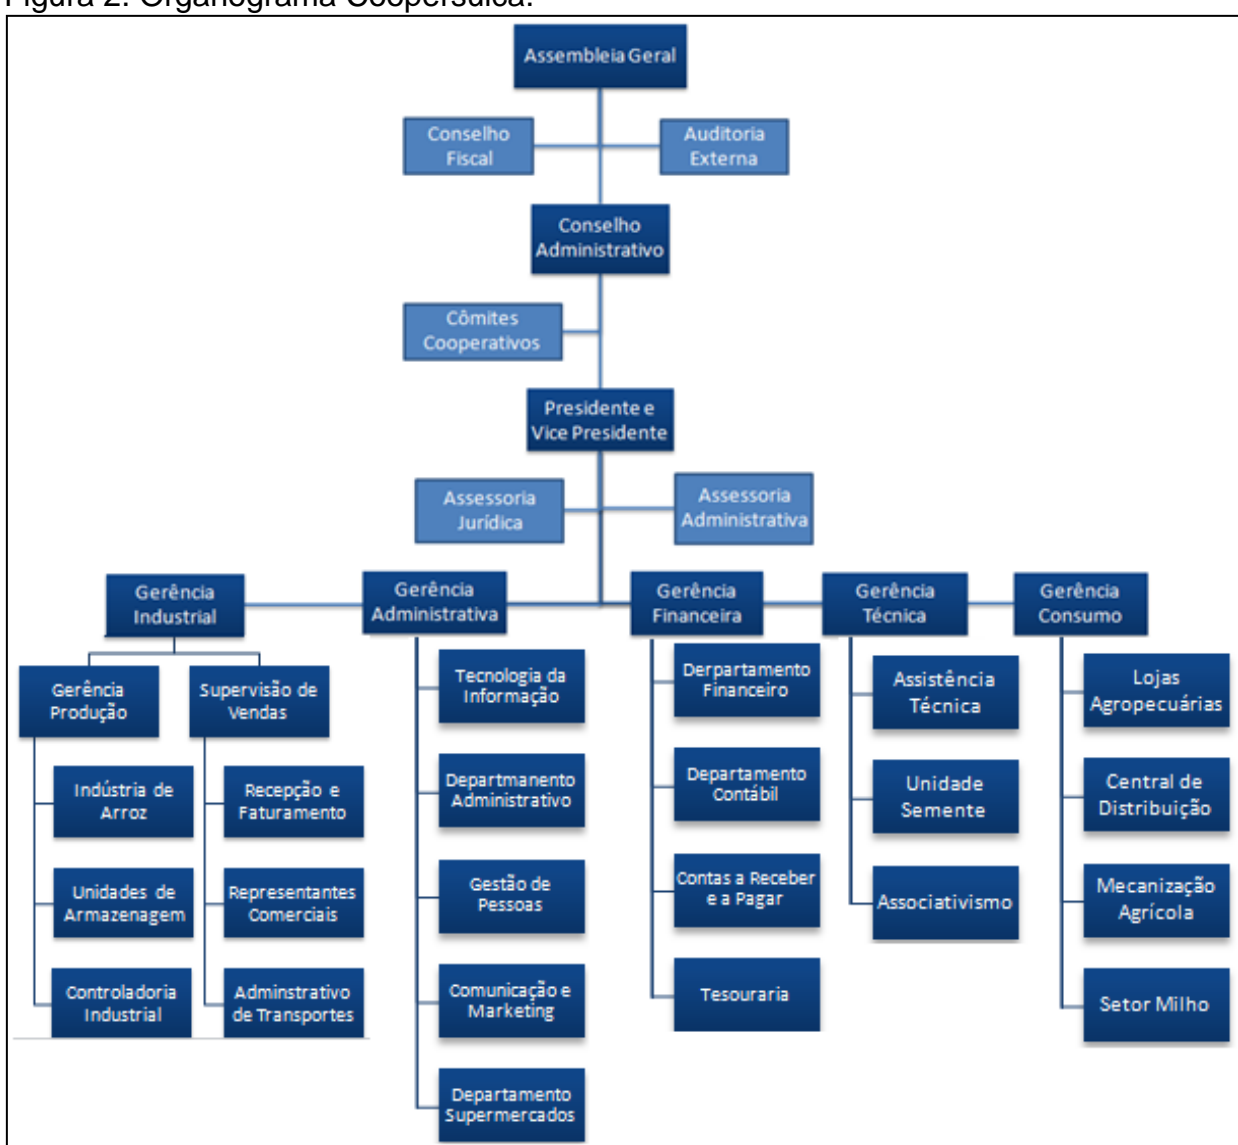 Figura 2: Organograma Coopersulca.
Assembleia Geral
Conselho
Fiscal
Auditoria
Externa
Conselho
Administrativo
Cômites
Cooperativos
Presidente e
Vice Presidente
Assessoria
Jurídica
Assessoria
Administrativa
Gerência
Industrial
Gerência
Administrativa
Gerência
Financeira
Gerência
Técnica
Gerência
Consumo
Gerência
Produção
Supervisão de
Vendas
Indústria de
Arroz
Unidades de
Armazenagem
Controladoria
Industrial
Recepção e
Faturamento
Representantes
Comerciais
Adminstrativo
de Transportes
Tecnologia da
Informação
Departmanento
Administrativo
Gestão de
Pessoas
Comunicação e
Marketing
Departamento
Supermercados
Derpartamento
Financeiro
Departamento
Contábil
Contas a Receber
e a Pagar
Tesouraria
Assistência
Técnica
Unidade
Semente
Associativismo
Lojas
Agropecuárias
Central de
Distribuição
Mecanização
Agrícola
Setor Milho